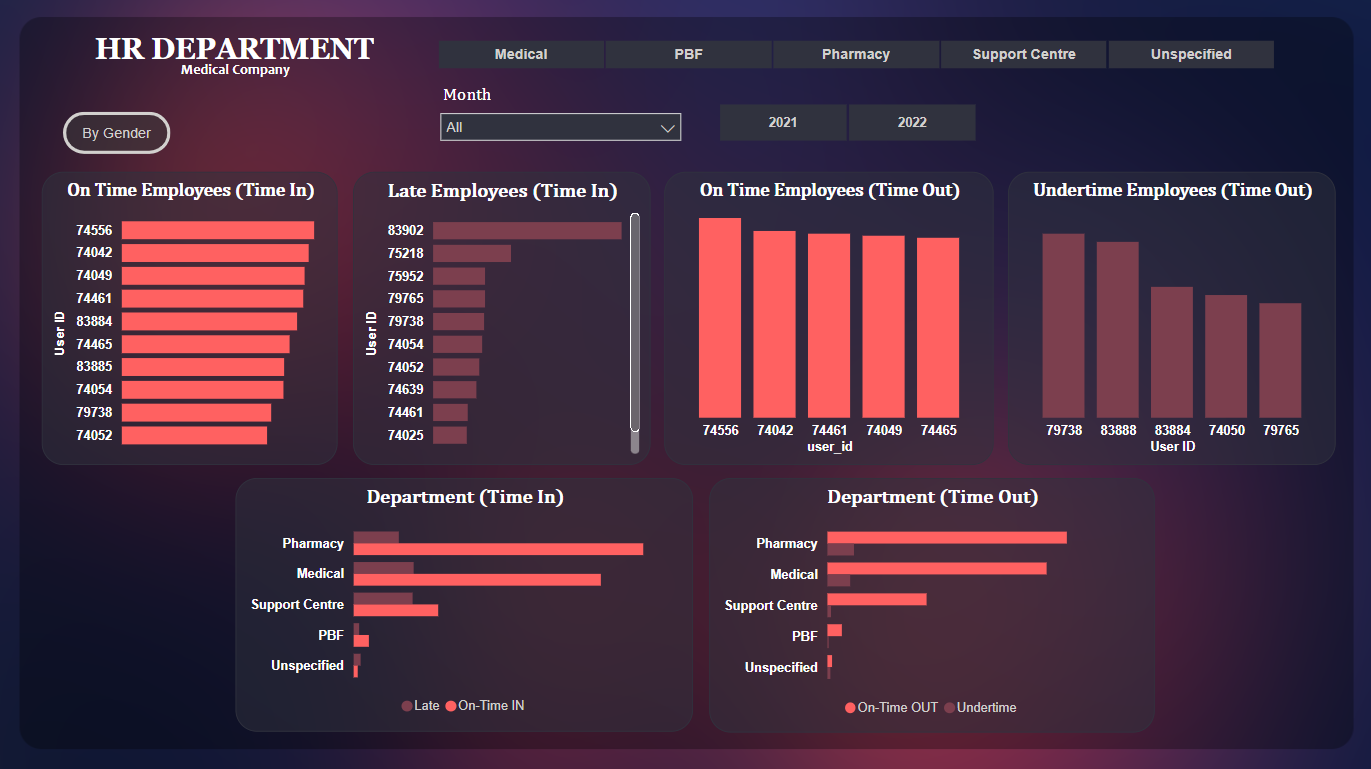 HR DEPARTMENT
Medical Company
Medical
PBF
Pharmacy
Support Centre
Unspecified
Month
All
2021
2022
By Gender
On Time Employees (Time In)
User ID
74556
74042
74049
74461
83884
74465
83885
74054
79738
74052
Late Employees (Time In)
User ID
83902
75218
75952
79765
79738
74054
74052
74639
74461
74025
On Time Employees (Time Out)
74556 74042 74461 74049 74465
user_id
Undertime Employees (Time Out)
79738 83888 83884 74050 79765
User ID
Department (Time In)
Pharmacy
Medical
Support Centre
PBF
Unspecified
Late On-Time IN
Department (Time Out)
Pharmacy
Medical
Support Centre
PBF
Unspecified
On-Time OUT Undertime